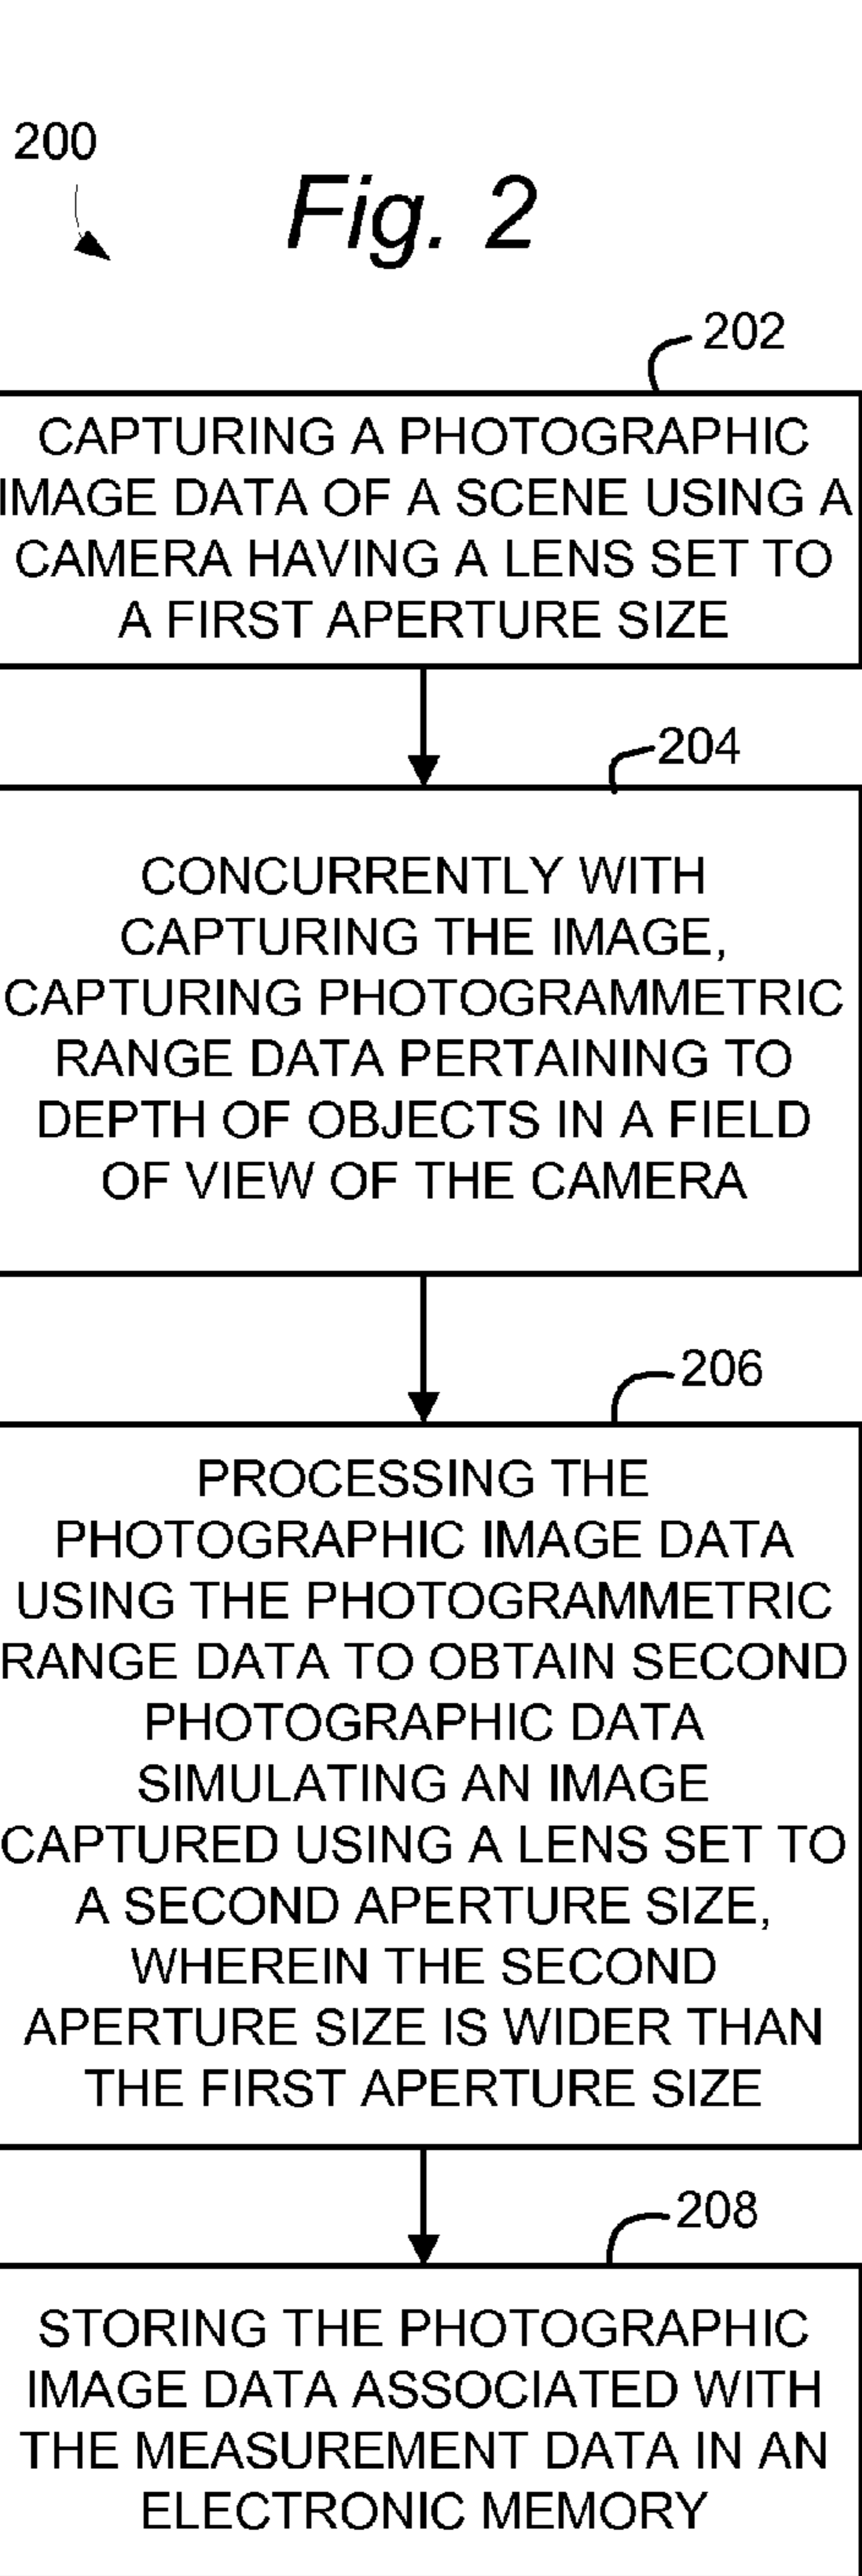 200
Fig. 2
202
CAPTURING A PHOTOGRAPHIC
IMAGE DATA OF A SCENE USING A
CAMERA HAVING A LENS SET TO
A FIRST APERTURE SIZE
204
CONCURRENTLY WITH
CAPTURING THE IMAGE,
CAPTURING PHOTOGRAMMETRIC
RANGE DATA PERTAINING TO
DEPTH OF OBJECTS IN A FIELD
OF VIEW OF THE CAMERA
206
PROCESSING THE
PHOTOGRAPHIC IMAGE DATA
USING THE PHOTOGRAMMETRIC
RANGE DATA TO OBTAIN SECOND
PHOTOGRAPHIC DATA
SIMULATING AN IMAGE
CAPTURED USING A LENS SET TO
A SECOND APERTURE SIZE,
WHEREIN THE SECOND
APERTURE SIZE IS WIDER THAN
THE FIRST APERTURE SIZE
208
STORING THE PHOTOGRAPHIC
IMAGE DATA ASSOCIATED WITH
THE MEASUREMENT DATA IN AN
ELECTRONIC MEMORY